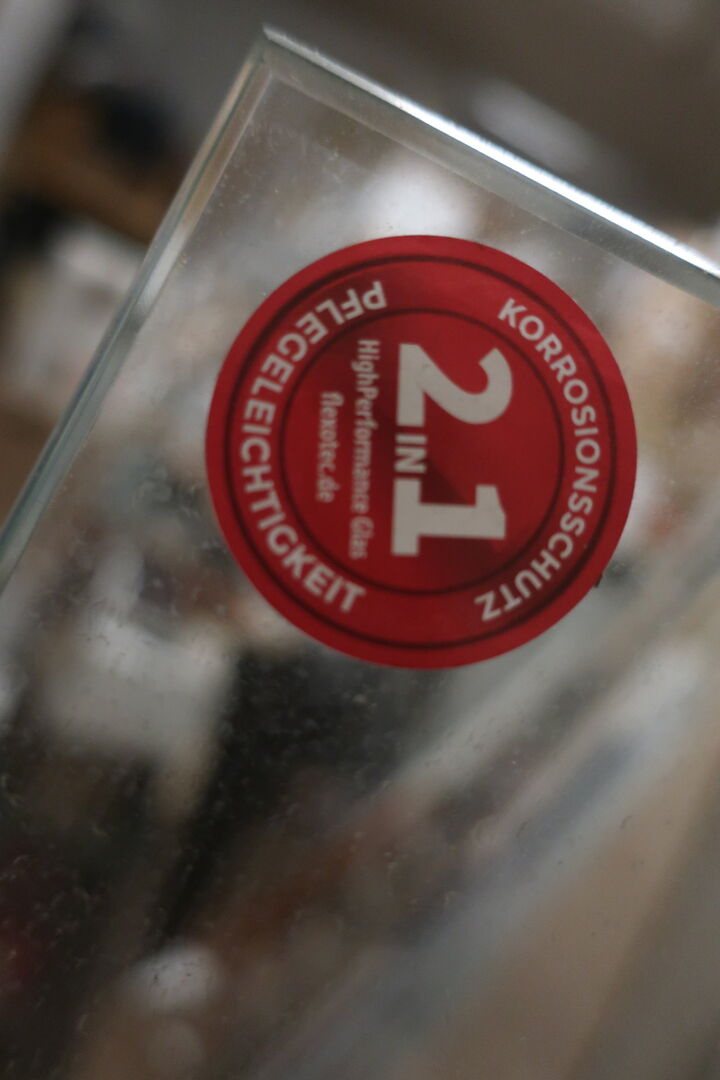 KORROSIONSSCHUTZ
2 IN 1
HighPerformance Glas
flexotec.de
PFLEGELEICHTIGKEIT